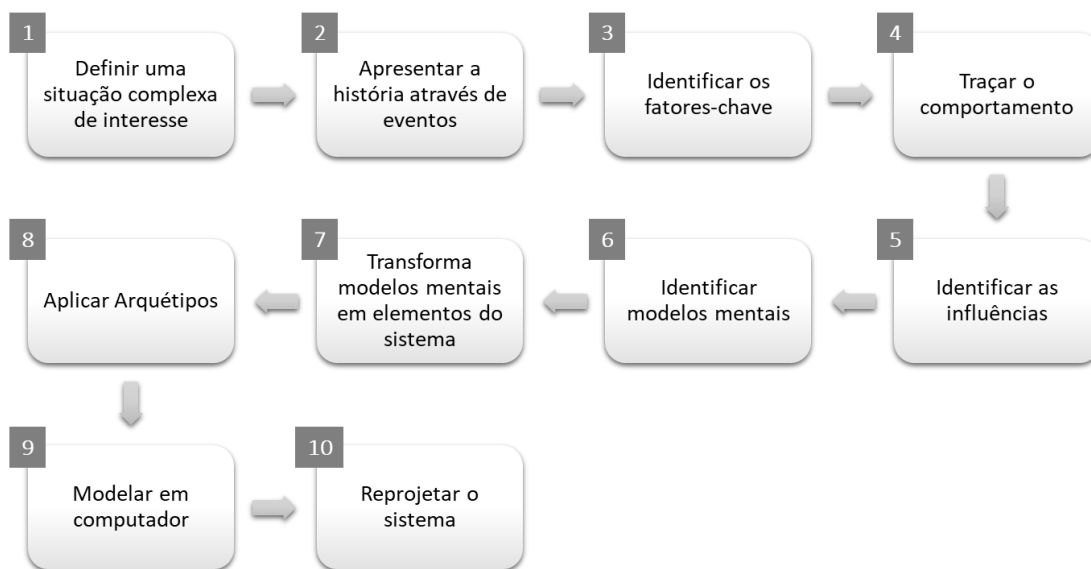 1
Definir uma
situação complexa
de interesse
2
Apresentar a
história através de
eventos
3
Identificar os
fatores-chave
4
Traçar o
comportamento
5
Identificar as
influências
6
Identificar
modelos mentais
7
Transforma
modelos mentais
em elementos do
sistema
8
Aplicar Arquétipos
9
Modelar em
computador
10
Reprojetar o
sistema